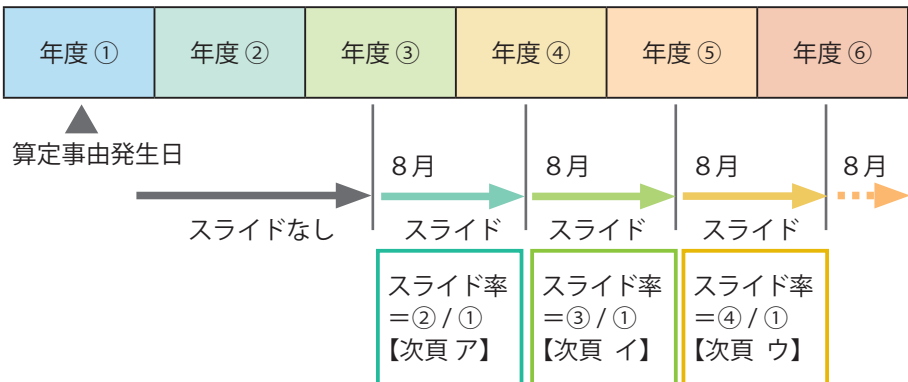 年度① 年度② 年度③ 年度④ 年度⑤ 年度⑥
算定事由発生日
8月 8月 8月 8月
スライドなし スライド スライド スライド
スライド率
＝②/①
【次頁 ア】
スライド率
＝③/①
【次頁 イ】
スライド率
＝④/①
【次頁 ウ】